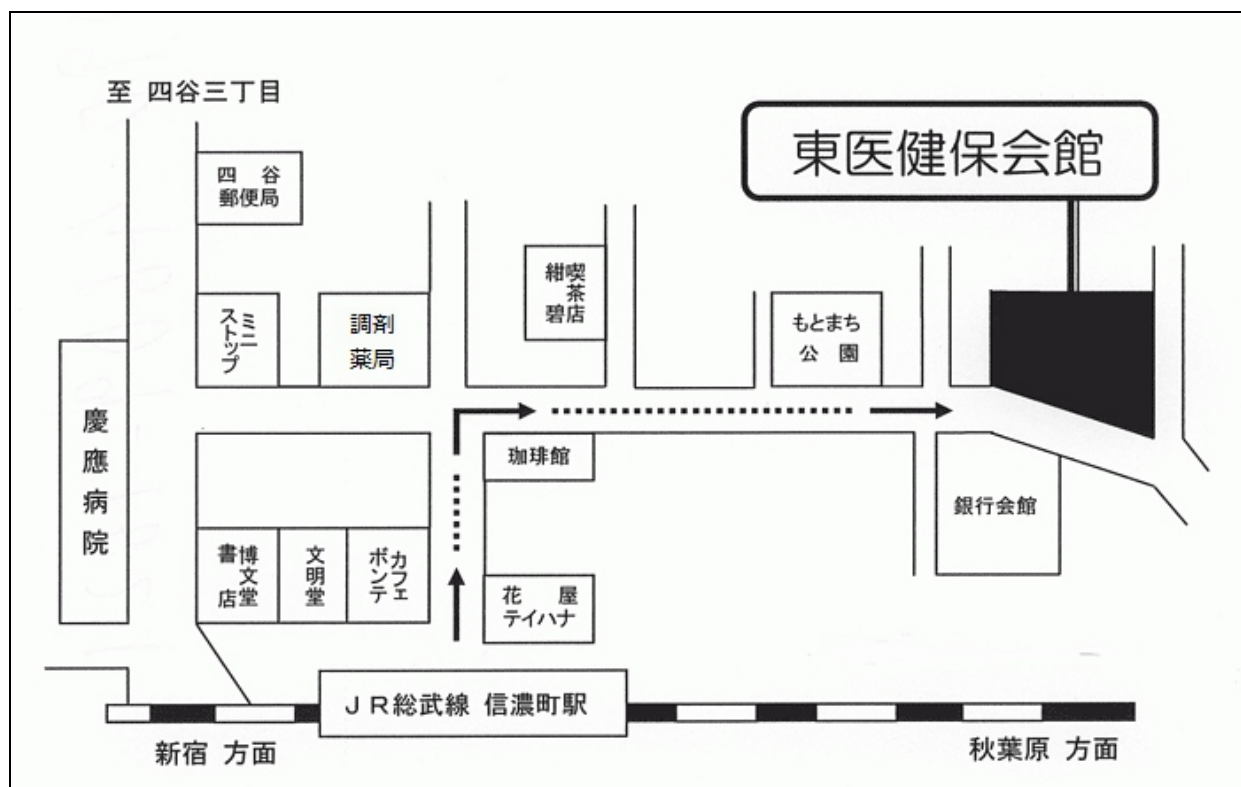 至 四谷三丁目
東医健保会館
四谷
郵便局
紺碧
喫茶店
ミニ
ストップ
調剤
薬局
もとまち
公園
慶應病院
珈琲館
銀行会館
博文堂
書店
文明堂
カフェ
ボンテ
花屋
テイハナ
JR総武線 信濃町駅
新宿 方面
秋葉原 方面